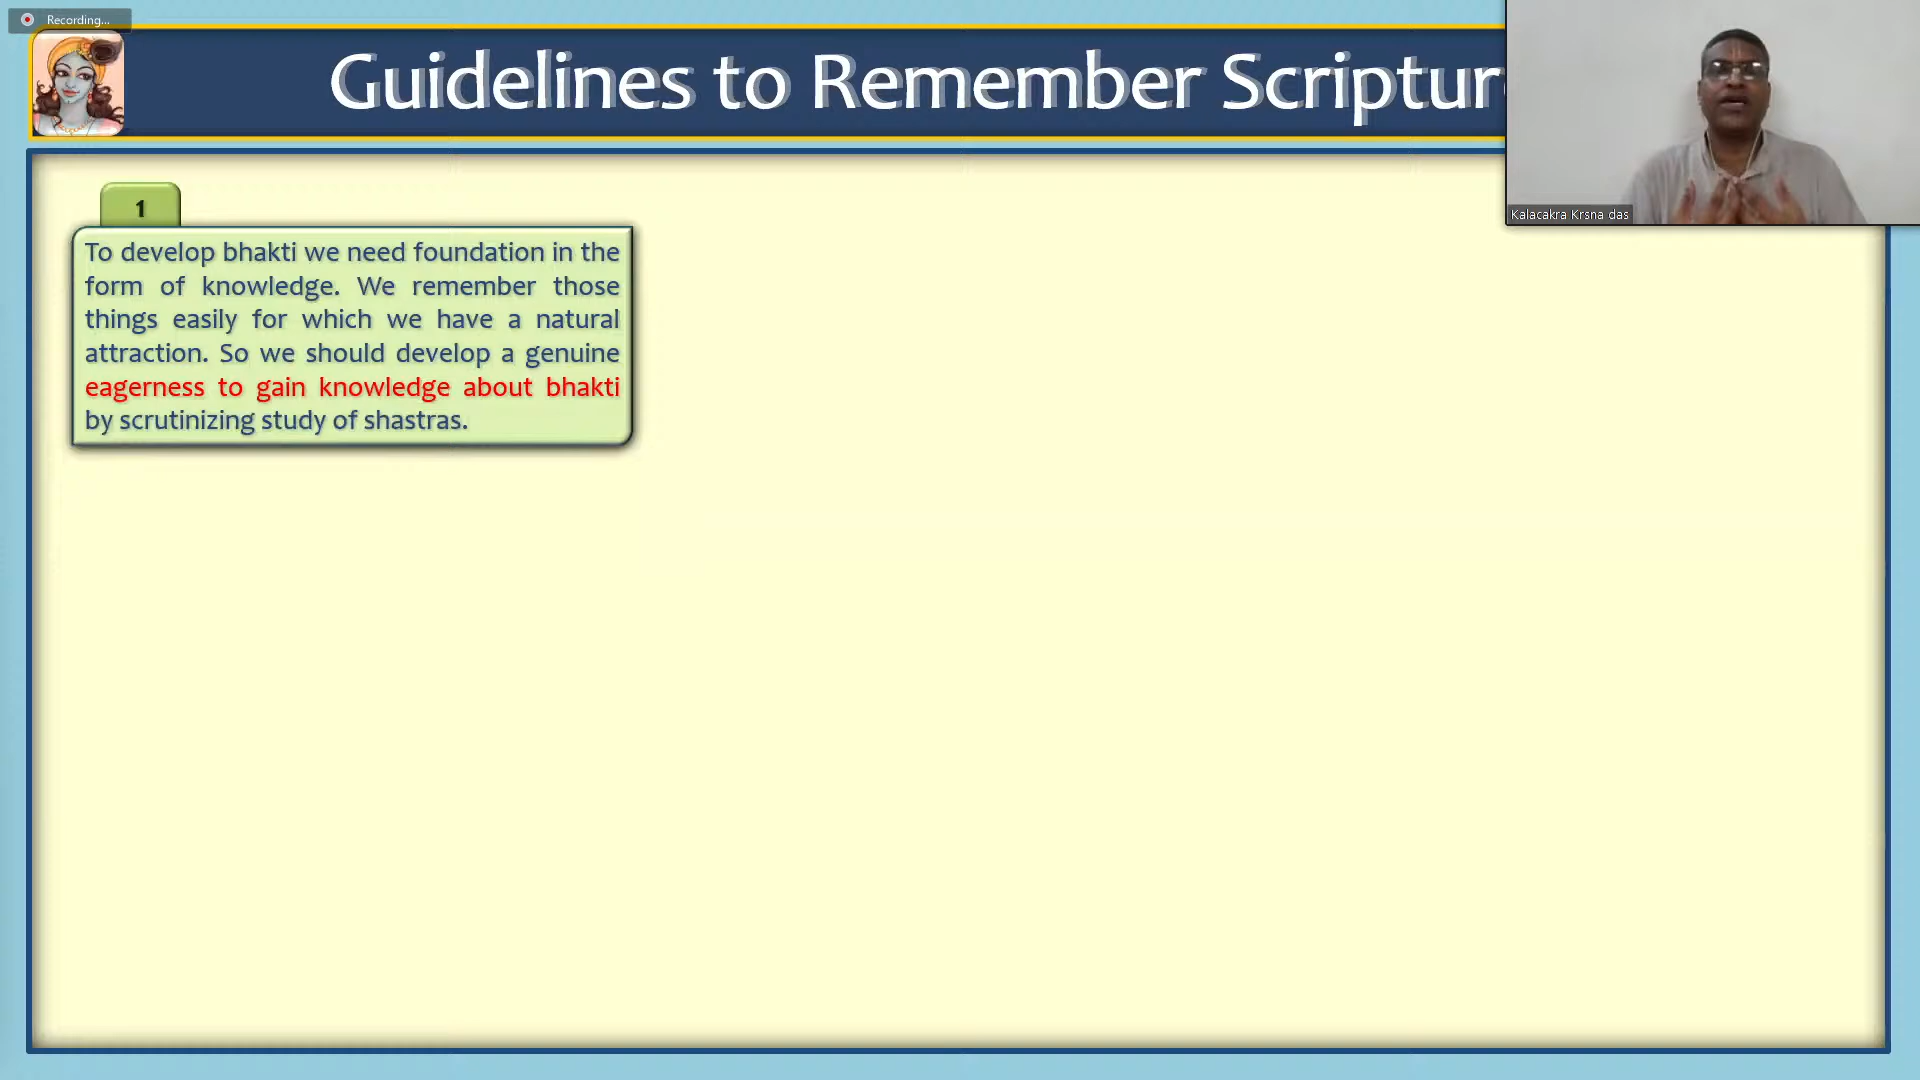 Recording...
Guidelines to Remember Scriptur
Kalacakra Krsna das
1
To develop bhakti we need foundation in the
form of knowledge. We remember those
things easily for which we have a natural
attraction. So we should develop a genuine
eagerness to gain knowledge about bhakti
by scrutinizing study of shastras.